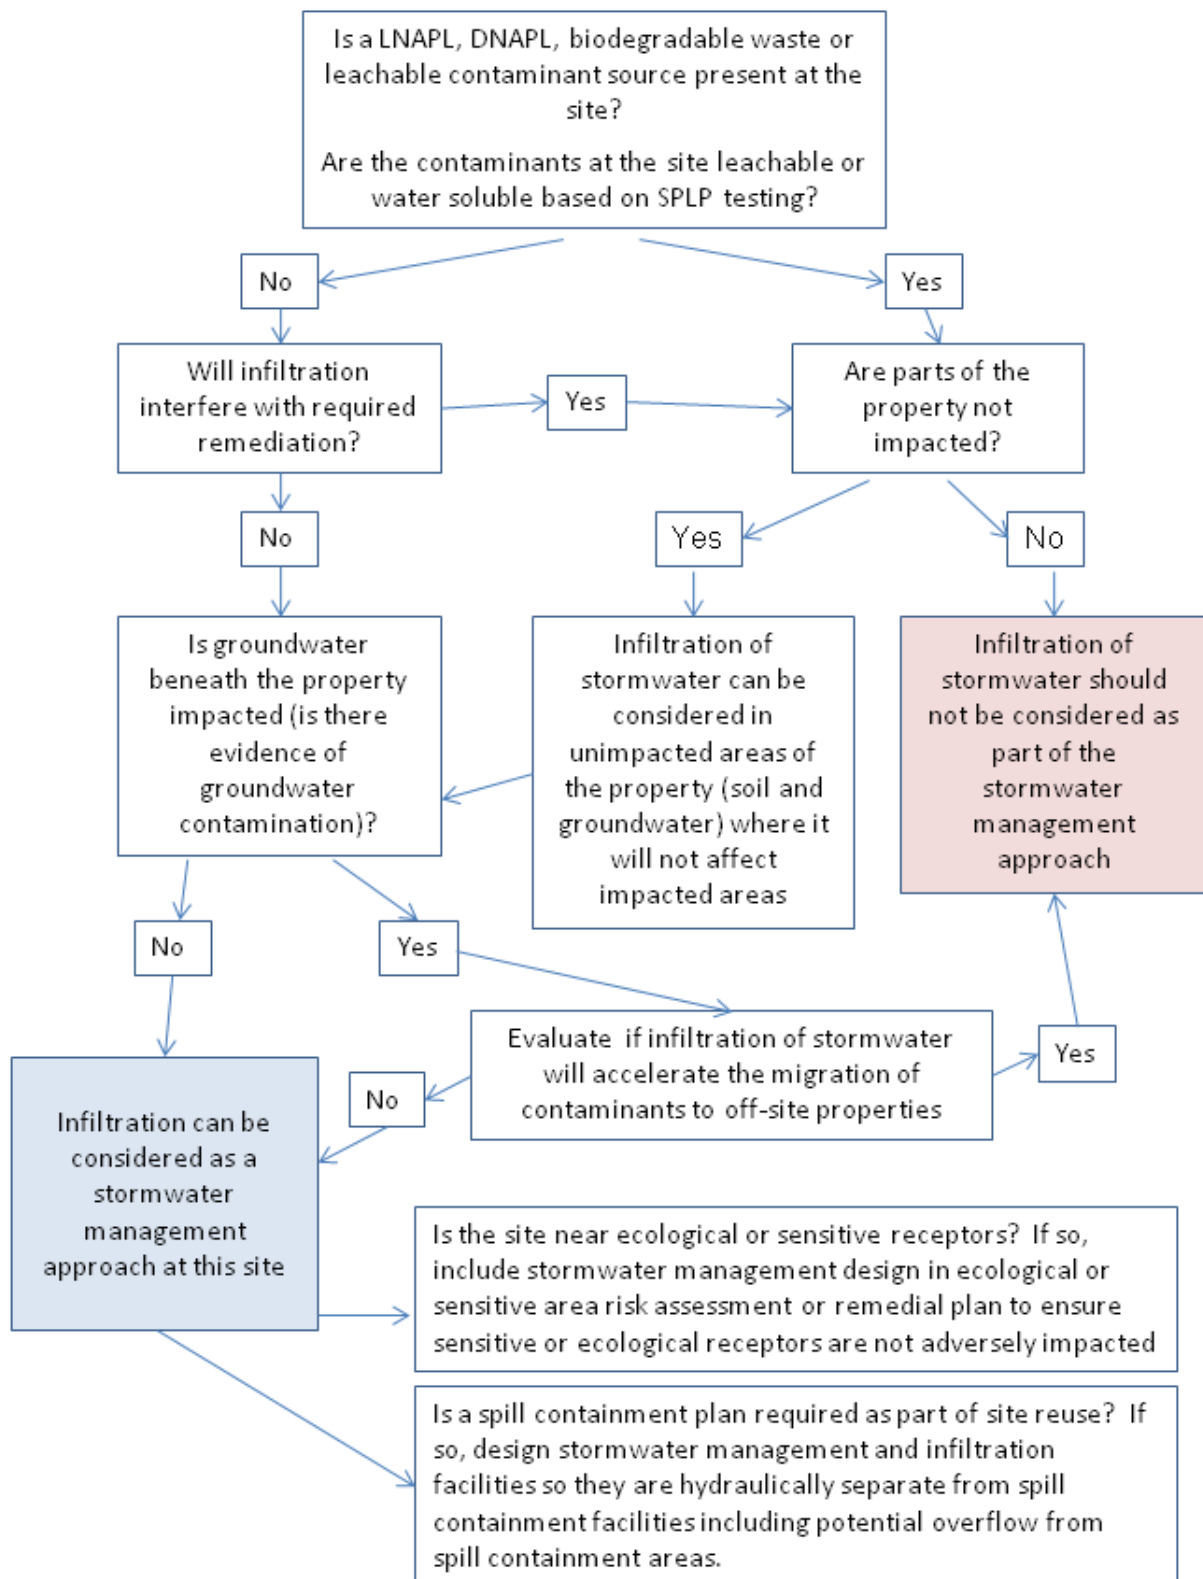 Is a LNAPL, DNAPL, biodegradable waste or
leachable contaminant source present at the
site?
Are the contaminants at the site leachable or
water soluble based on SPLP testing?
No
Yes
Will infiltration
interfere with required
remediation?
Yes
Are parts of the
property not
impacted?
No
Yes
No
Is groundwater
beneath the property
impacted (is there
evidence of
groundwater
contamination)?
Infiltration of
stormwater can be
considered in
unimpacted areas of
the property (soil and
groundwater) where it
will not affect
impacted areas
Infiltration of
stormwater should
not be considered as
part of the
stormwater
management
approach
No
Yes
Evaluate if infiltration of stormwater
will accelerate the migration of
contaminants to off-site properties
Yes
No
Infiltration can be
considered as a
stormwater
management
approach at this site
Is the site near ecological or sensitive receptors? If so,
include stormwater management design in ecological or
sensitive area risk assessment or remedial plan to ensure
sensitive or ecological receptors are not adversely impacted
Is a spill containment plan required as part of site reuse? If
so, design stormwater management and infiltration
facilities so they are hydraulically separate from spill
containment facilities including potential overflow from
spill containment areas.